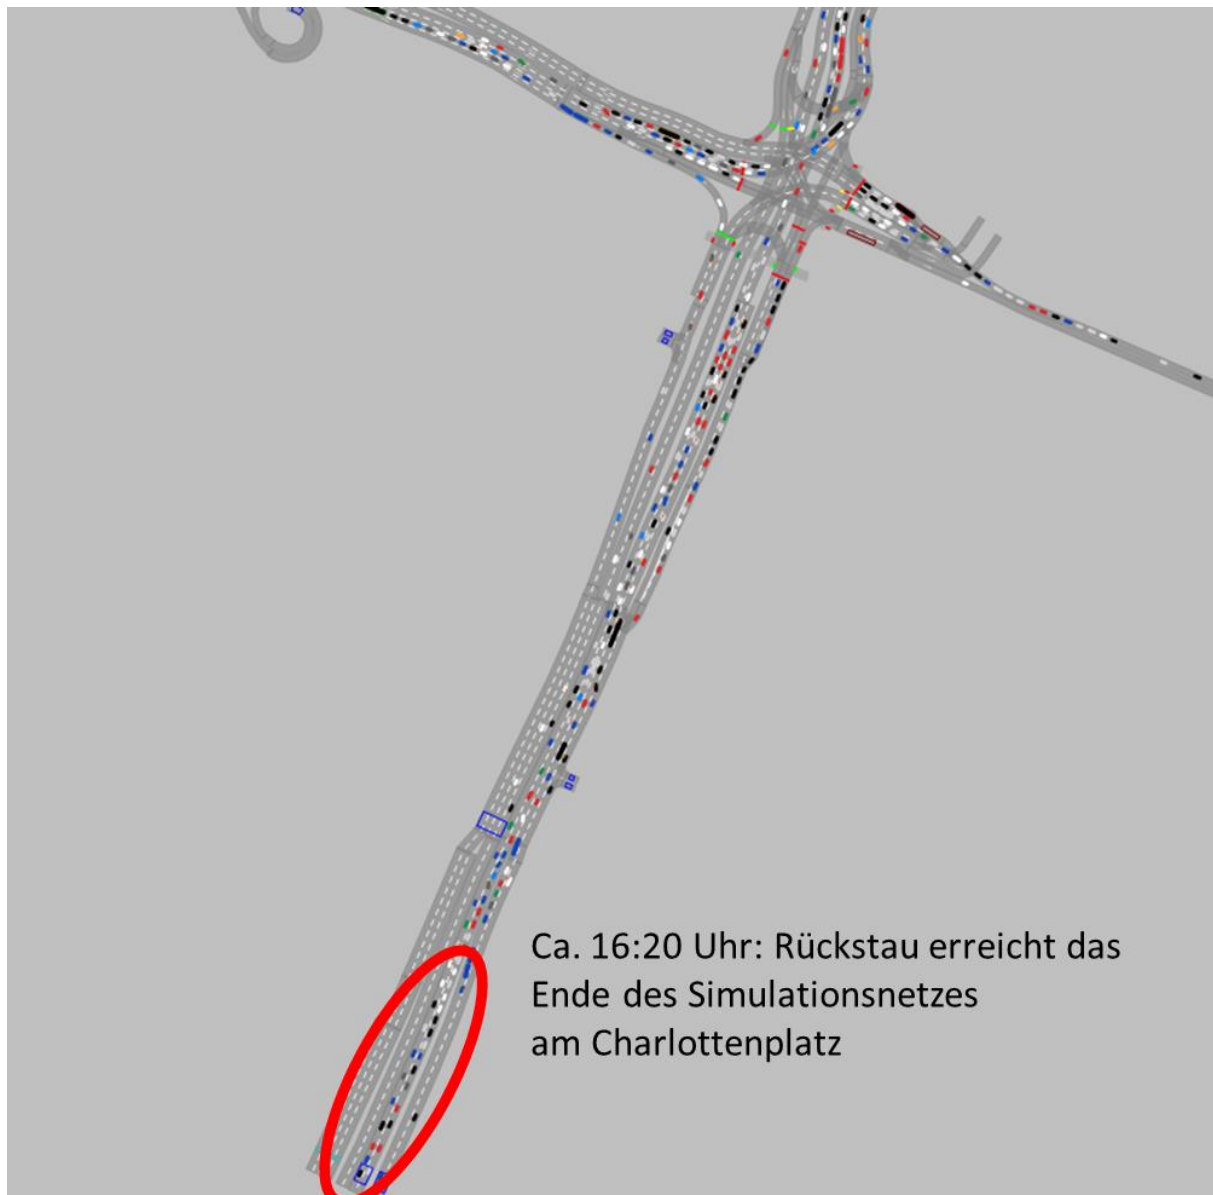 Ca. 16:20 Uhr: Rückstau erreicht das
Ende des Simulationsnetzes
am Charlottenplatz